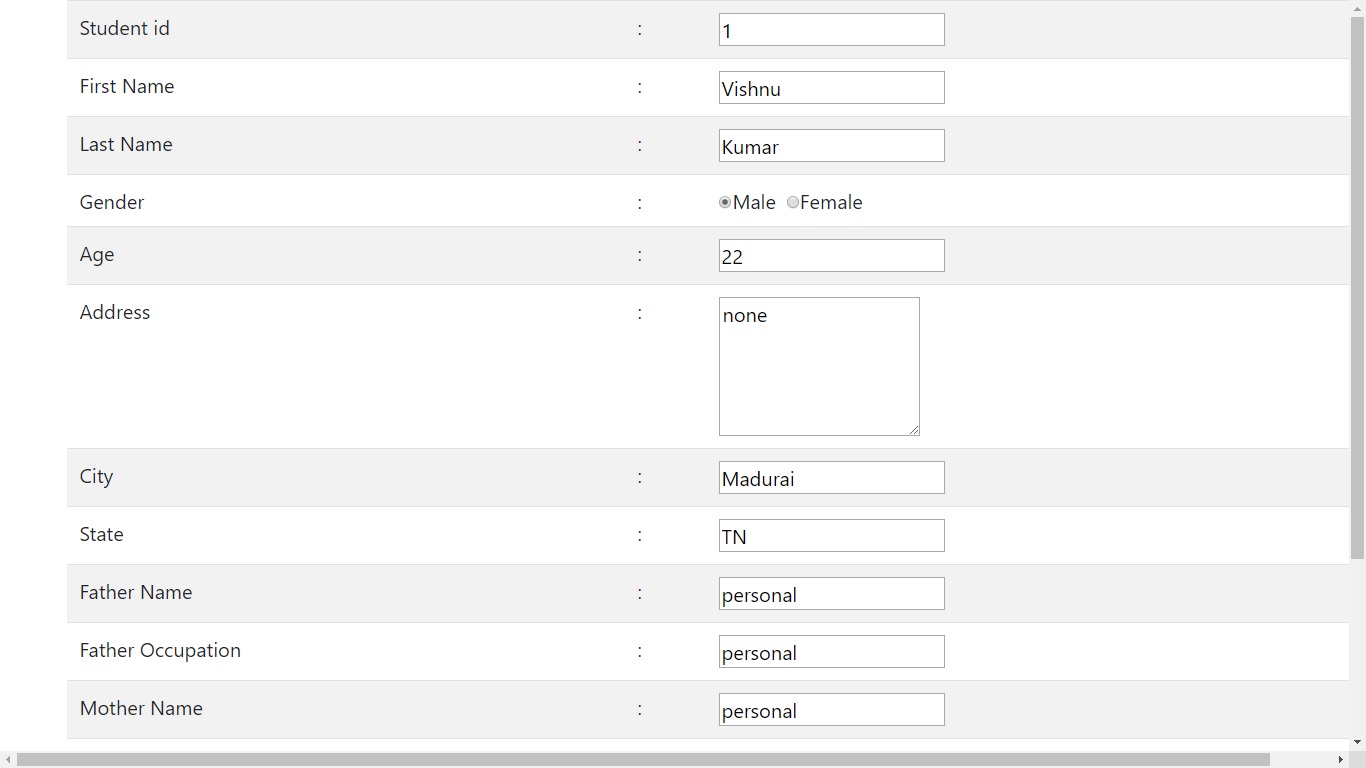 Student id : 1
First Name : Vishnu
Last Name : Kumar
Gender : Male Female
Age : 22
Address : none
City : Madurai
State : TN
Father Name : personal
Father Occupation : personal
Mother Name : personal